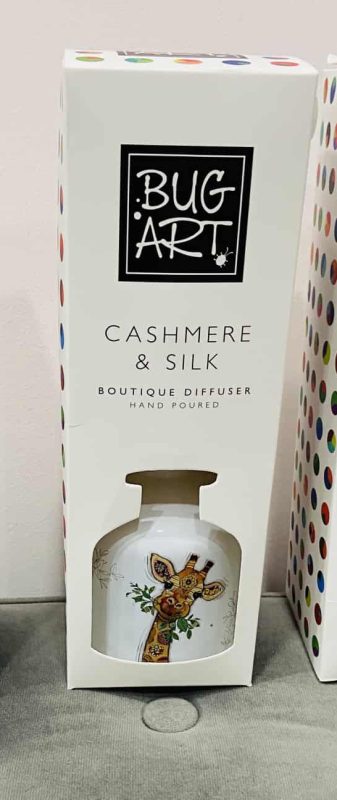 BUG
ART
CASHMERE
& SILK
BOUTIQUE DIFFUSER
HAND POURED